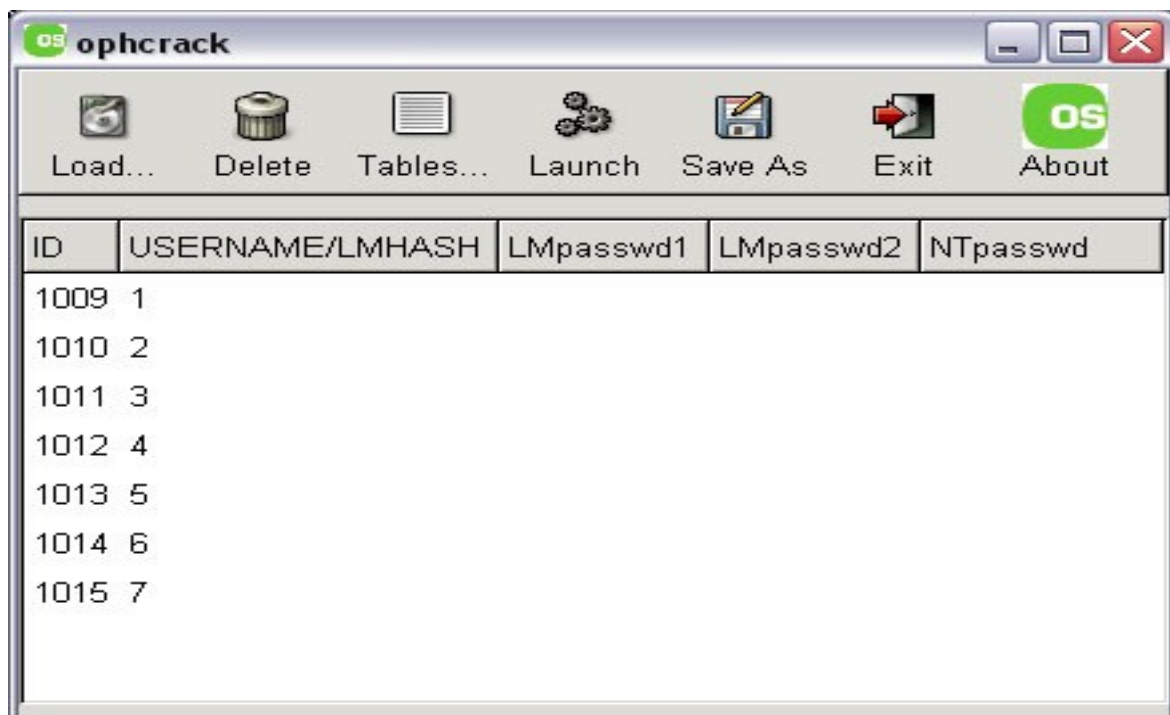 OS ophcrack
Load... Delete Tables... Launch Save As Exit About
OS
ID USERNAME/LMHASH LMpasswd1 LMpasswd2 NTpasswd
1009 1
1010 2
1011 3
1012 4
1013 5
1014 6
1015 7